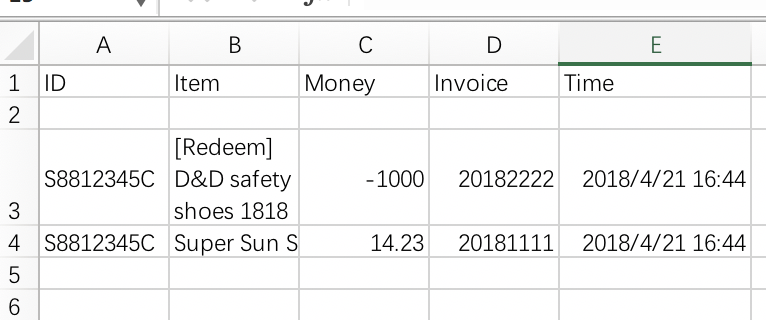 A B C D E
1 ID Item Money Invoice Time
2
[Redeem]
S8812345C D&D safety -1000 20182222 2018/4/21 16:44
3 shoes 1818
4 S8812345C Super Sun S 14.23 20181111 2018/4/21 16:44
5
6